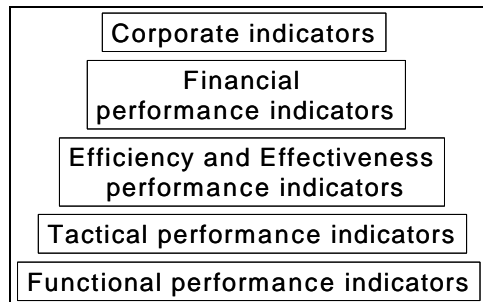 Corporate indicators
Financial
performance indicators
Efficiency and Effectiveness
performance indicators
Tactical performance indicators
Functional performance indicators